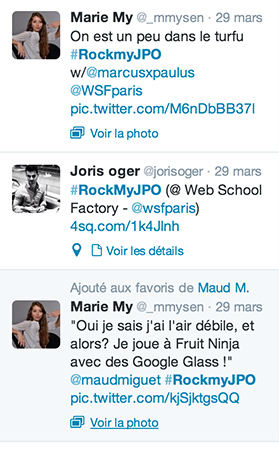 Marie My @_mmysen · 29 mars
On est un peu dans le turfu
#RockmyJPO
w/@marcusxpaulus
@WSFparis
pic.twitter.com/M6nDbBB37I
Voir la photo
Joris oger @jorisoger · 29 mars
#RockMyJPO (@ Web School
Factory - @wsfparis)
4sq.com/1k4Jlnh
Voir les détails
Ajouté aux favoris de Maud M.
Marie My @_mmysen · 29 mars
"Oui je sais j'ai l'air débile, et
alors? Je joue à Fruit Ninja
avec des Google Glass !"
@maudmiguet #RockmyJPO
pic.twitter.com/kjSjktgsQQ
Voir la photo